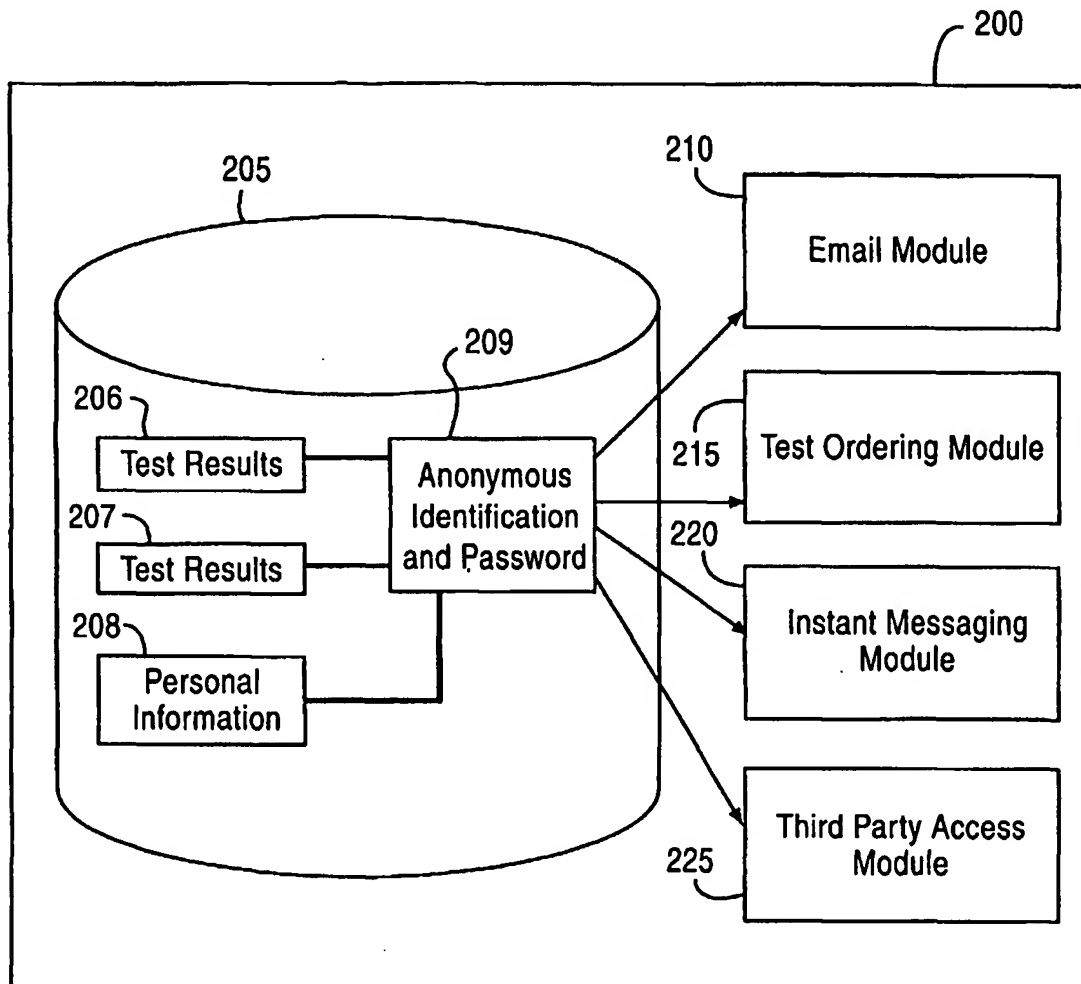 200
205
210
Email Module
209
206
Test Results
Anonymous
Identification
and Password
215
Test Ordering Module
207
Test Results
220
Instant Messaging
Module
208
Personal
Information
Third Party Access
Module
225